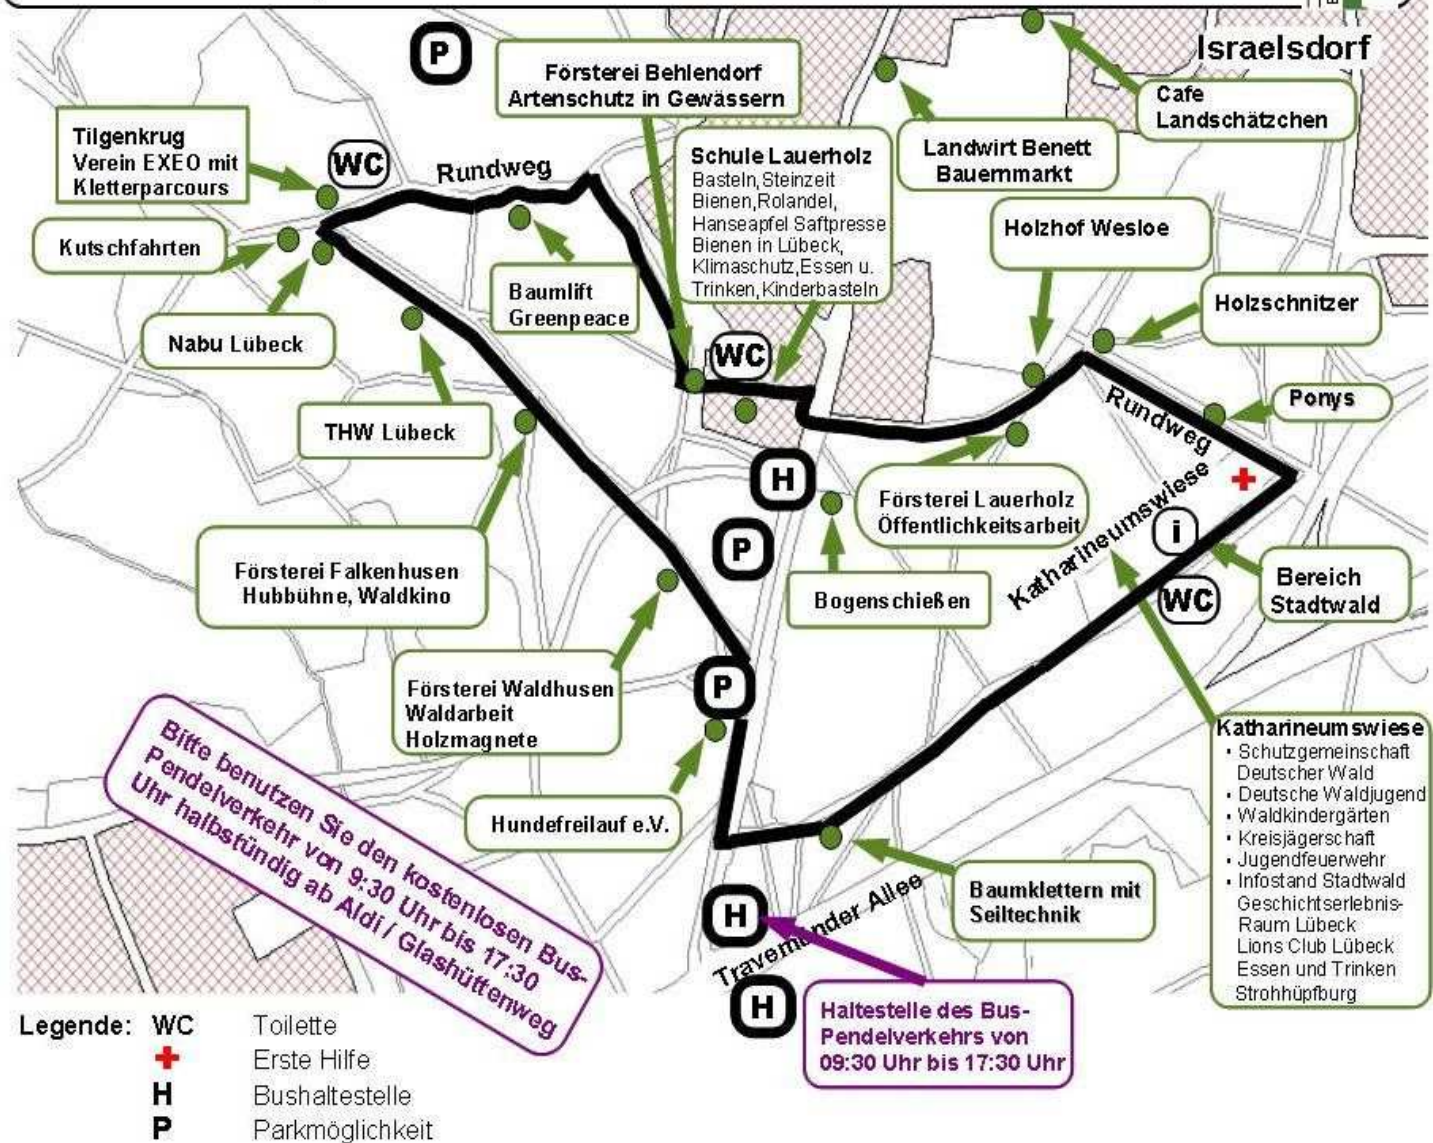 Israelsdorf
P
Försterei Behlendorf
Artenschutz in Gewässern
Cafe
Landschätzchen
Tilgenkrug
Verein EXEO mit
Kletterparcours
WC
Rundweg
Schule Lauerholz
Basteln,Steinzeit
Bienen,Rolandel,
Hanseapfel Saftpresse
Bienen in Lübeck,
Klimaschutz,Essen u.
Trinken,Kinderbasteln
Landwirt Benett
Bauernmarkt
Kutschfahrten
Holzhof Wesloe
Baumlift
Greenpeace
Holzschnitzer
Nabu Lübeck
WC
Rundweg
Ponys
THW Lübeck
H
Försterei Lauerholz
Öffentlichkeitsarbeit
Katharineumswiese
i
P
Försterei Falkenhusen
Hubbühne, Waldkino
Bogenschießen
WC
Bereich
Stadtwald
Försterei Waldhusen
Waldarbeit
Holzmagnete
P
Bitte benutzen Sie den kostenlosen Bus-
Pendelverkehr von 9:30 Uhr bis 17:30
Uhr halbstündig ab Aldi / Glashüttenweg
Katharineumswiese
• Schutzgemeinschaft
Deutscher Wald
• Deutsche Waldjugend
• Waldkindergärten
• Kreisjägerschaft
• Jugendfeuerwehr
• Infostand Stadtwald
Geschichtserlebnis-
Raum Lübeck
Lions Club Lübeck
Essen und Trinken
Strohhüpfburg
Hundefreilauf e.V.
Baumklettern mit
Seiltechnik
H
Travemünder Allee
H
Haltestelle des Bus-
Pendelverkehrs von
09:30 Uhr bis 17:30 Uhr
Legende: WC Toilette
Erste Hilfe
H Bushaltestelle
P Parkmöglichkeit